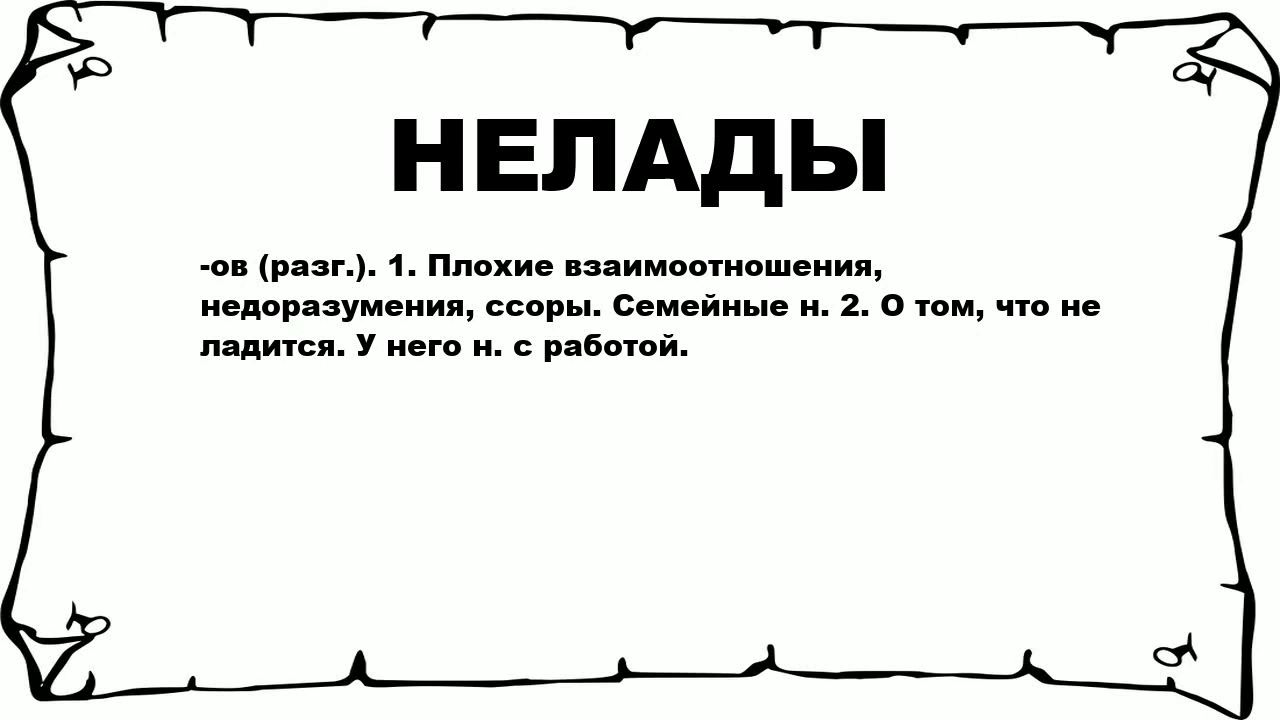 НЕЛАДЫ
-ов (разг.). 1. Плохие взаимоотношения,
недоразумения, ссоры. Семейные н. 2. О том, что не
ладится. У него н. с работой.